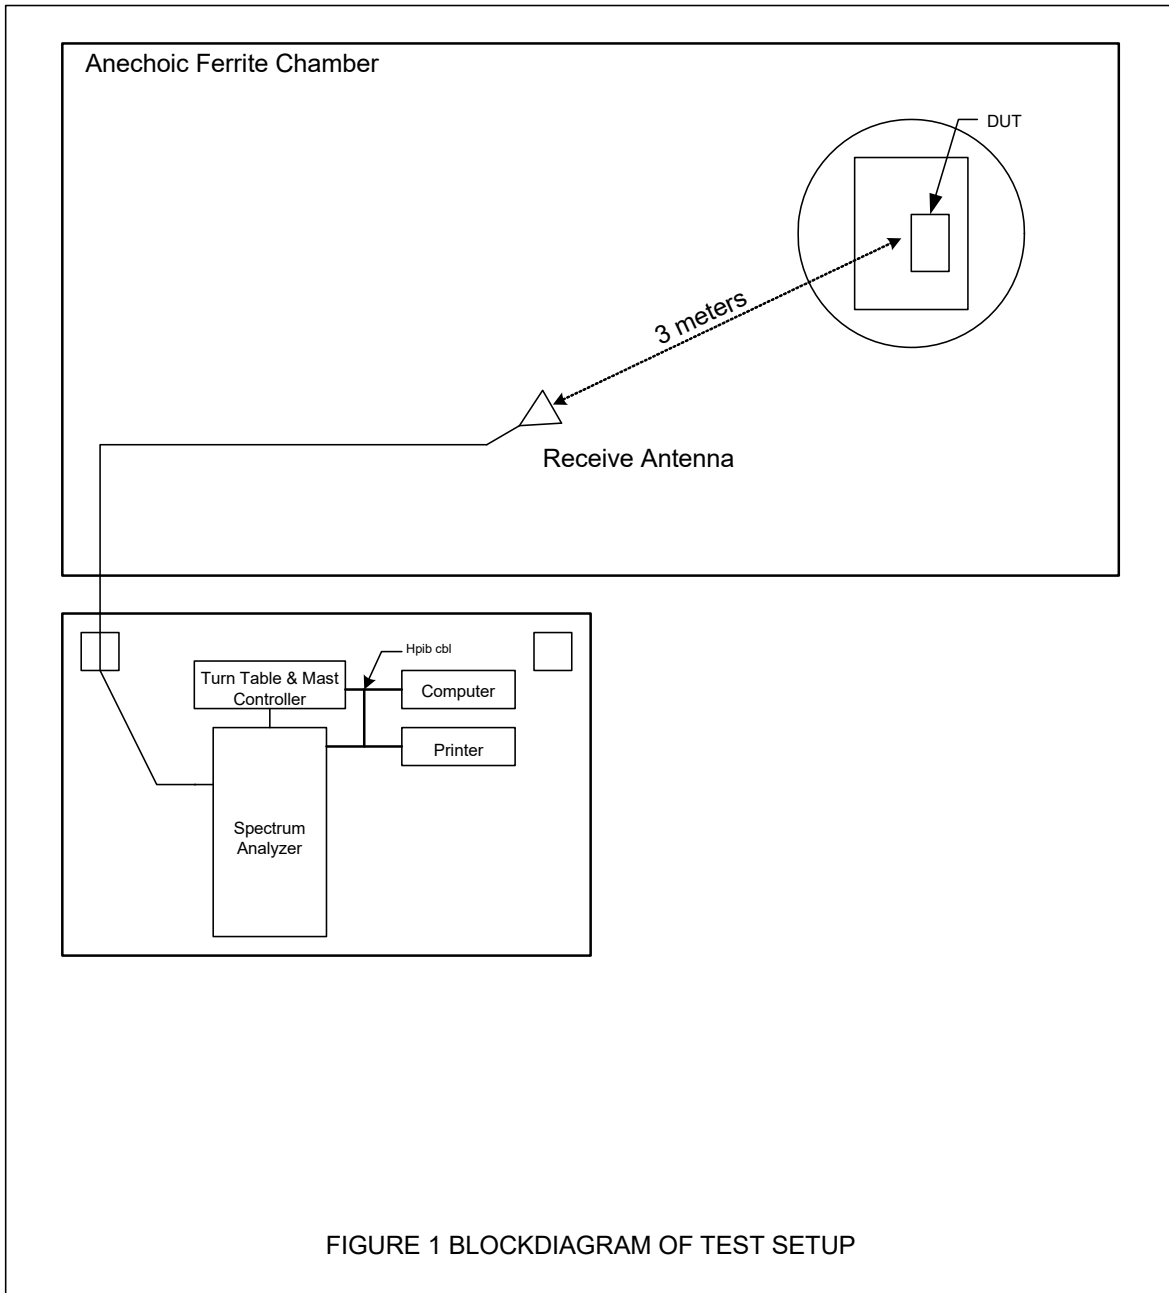 Anechoic Ferrite Chamber
DUT
3 meters
Receive Antenna
Hpib cbl
Turn Table & Mast
Controller
Computer
Printer
Spectrum
Analyzer
FIGURE 1 BLOCKDIAGRAM OF TEST SETUP